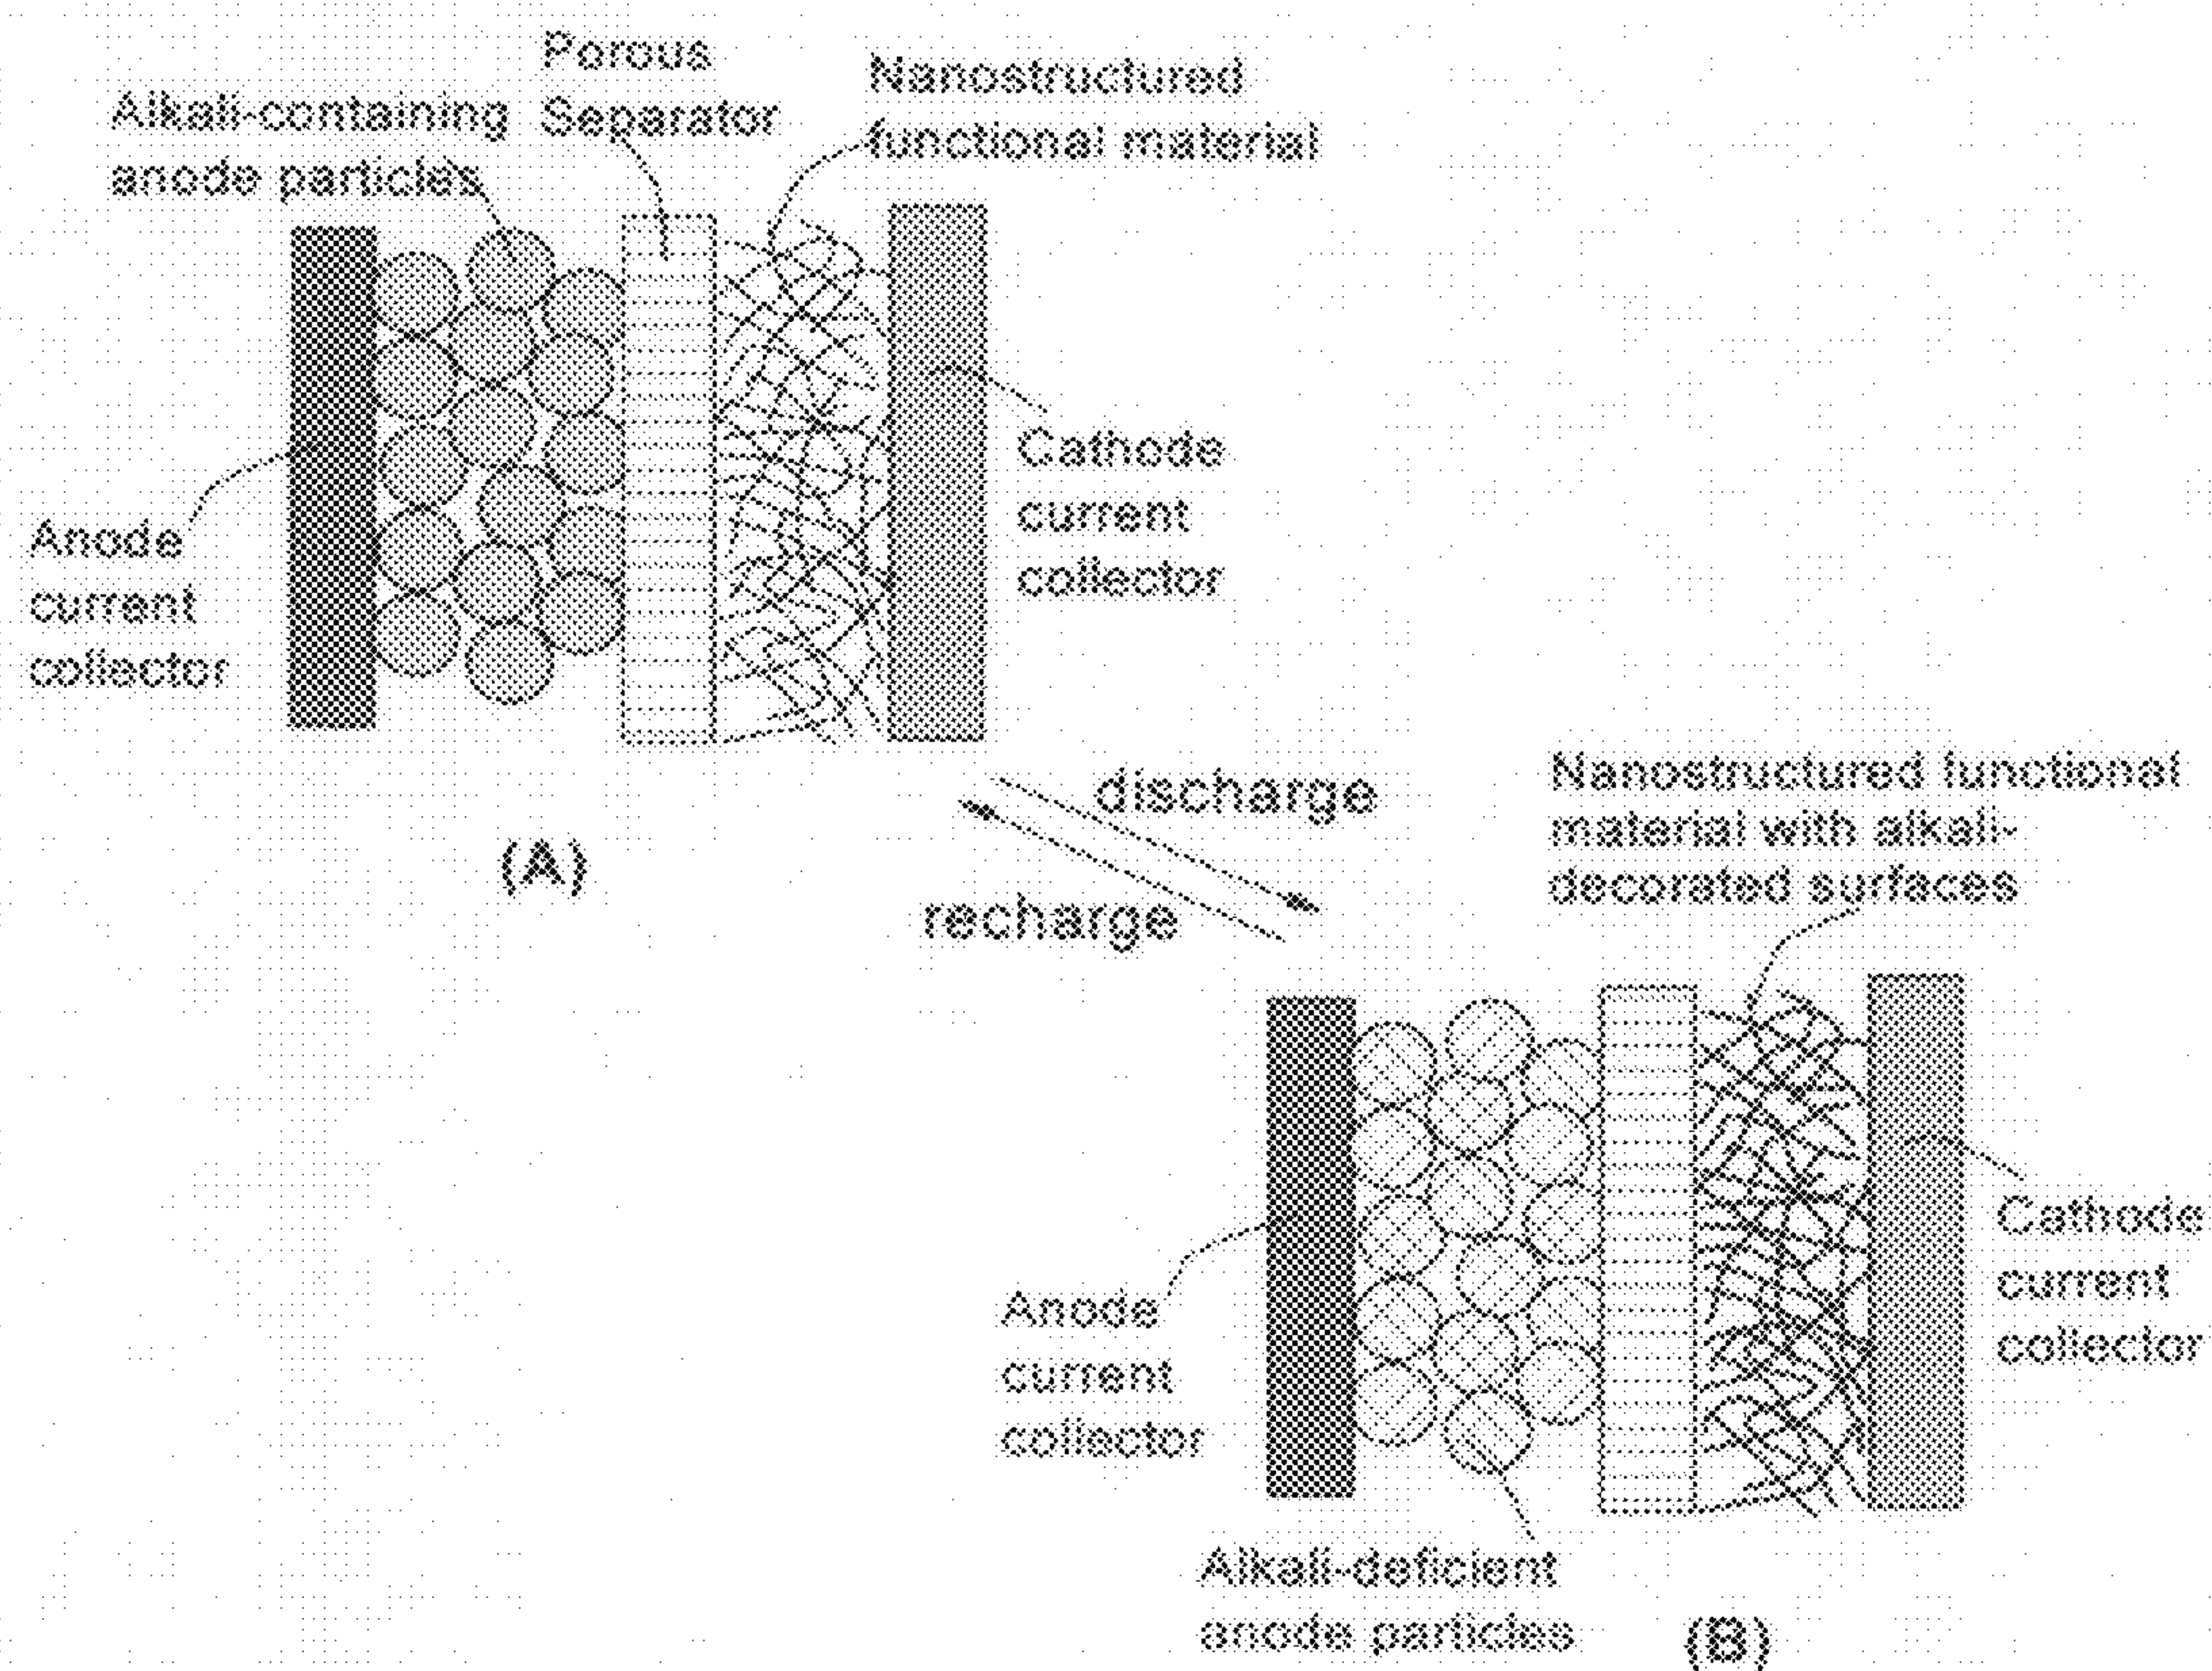 Porous
Separator
Alkali-containing
anode particles
Nanostructured
functional material
Cathode
current
collector
Anode
current
collector
(A)
discharge
recharge
Nanostructured functional
material with alkali-
decorated surfaces
Cathode
current
collector
Anode
current
collector
Alkali-deficient
anode particles
(B)